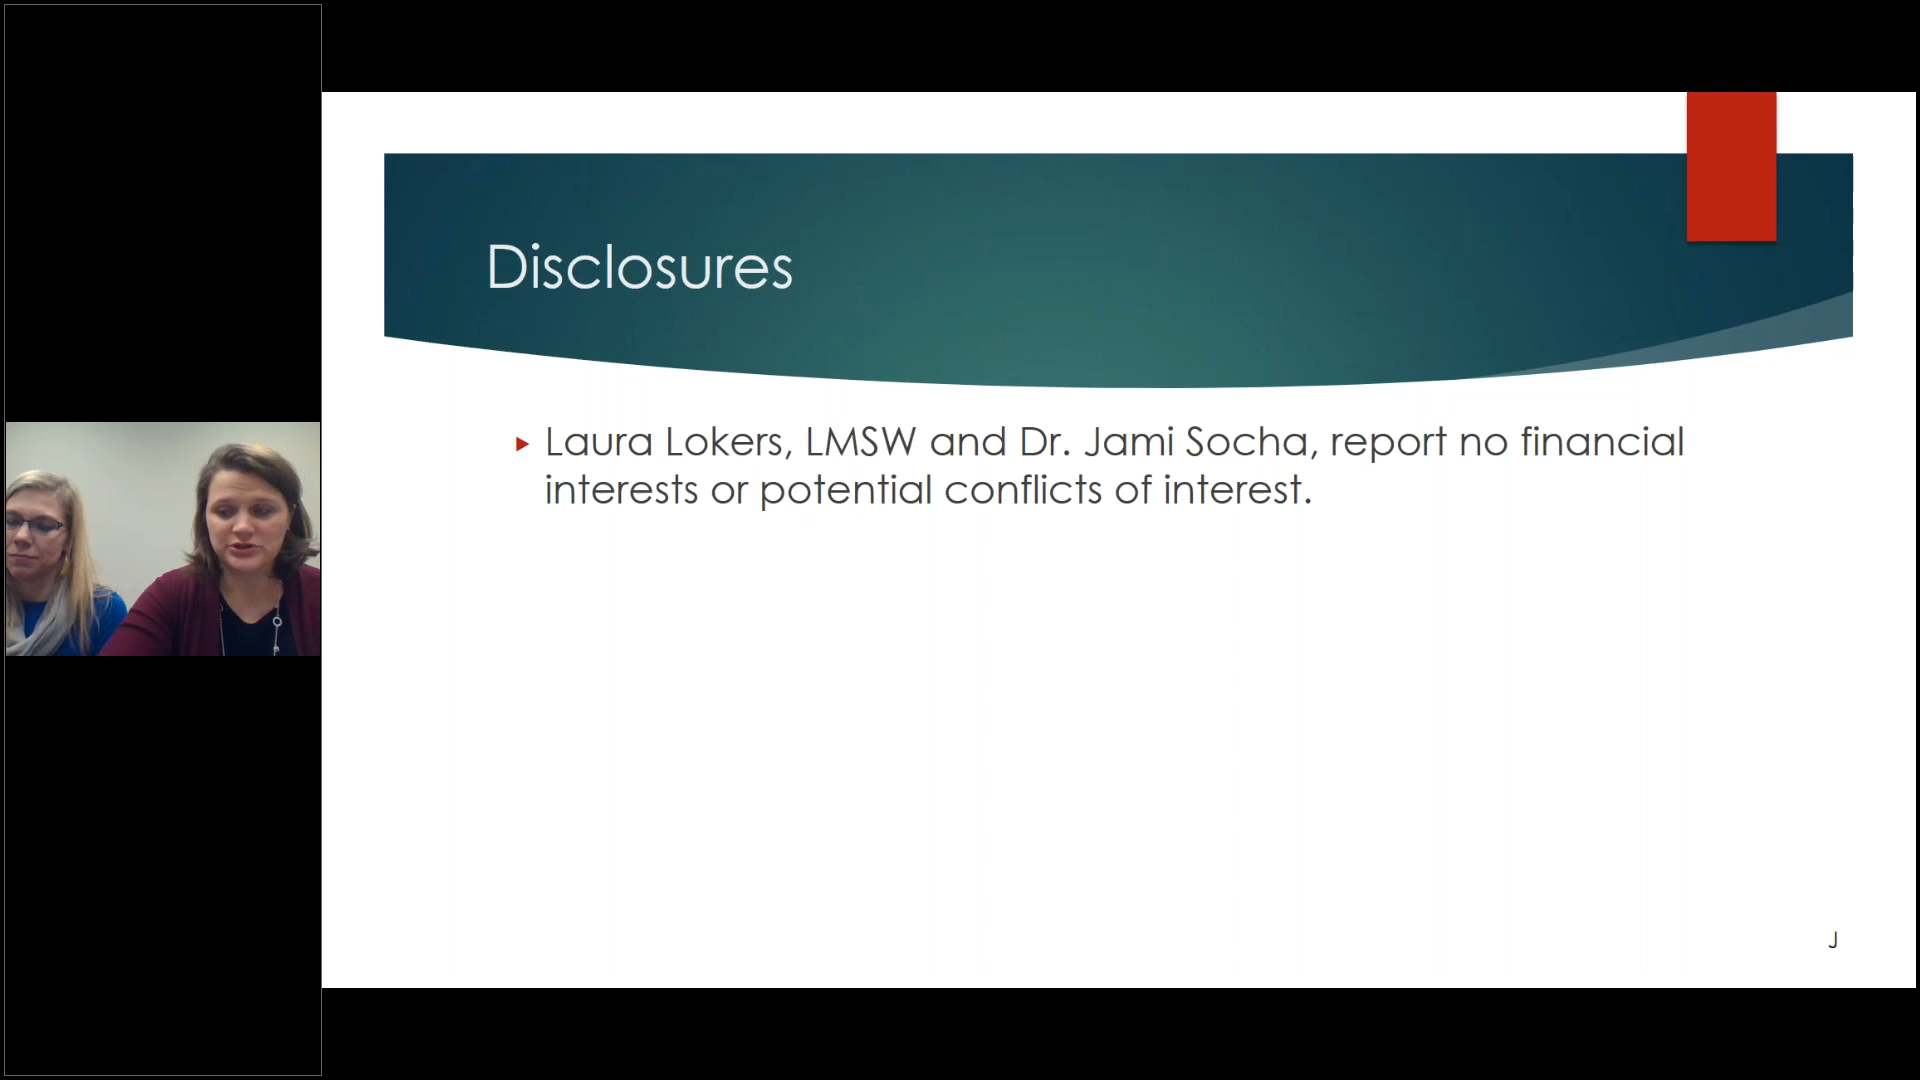 Disclosures
Laura Lokers, LMSW and Dr. Jami Socha, report no financial
interests or potential conflicts of interest.
J